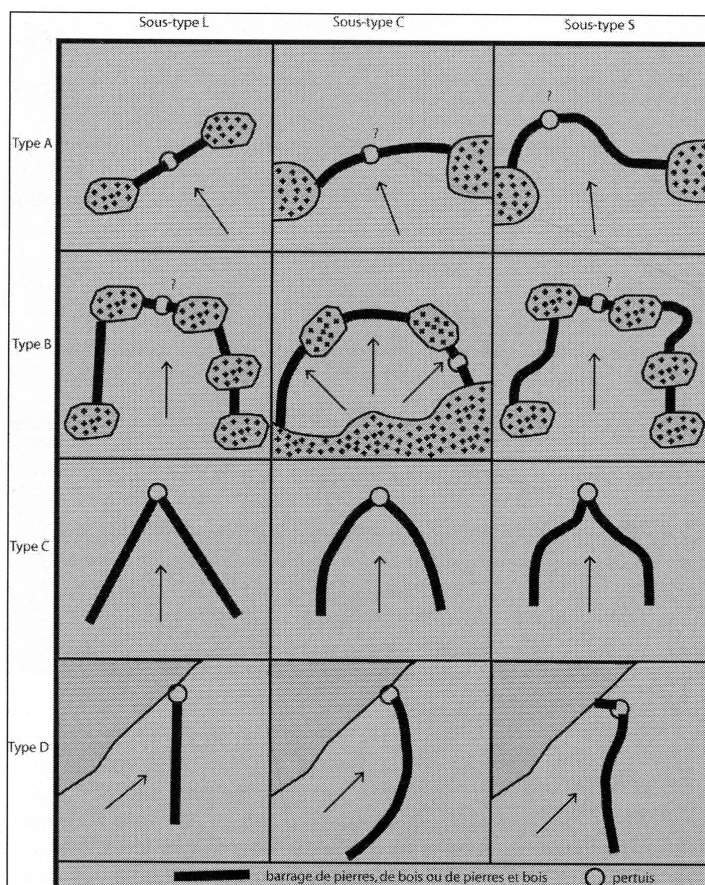 Sous-type L Sous-type C Sous-type S
Type A
? ?
Type B
? ?
Type C
Type D
barrage de pierres, de bois ou de pierres et bois pertuis